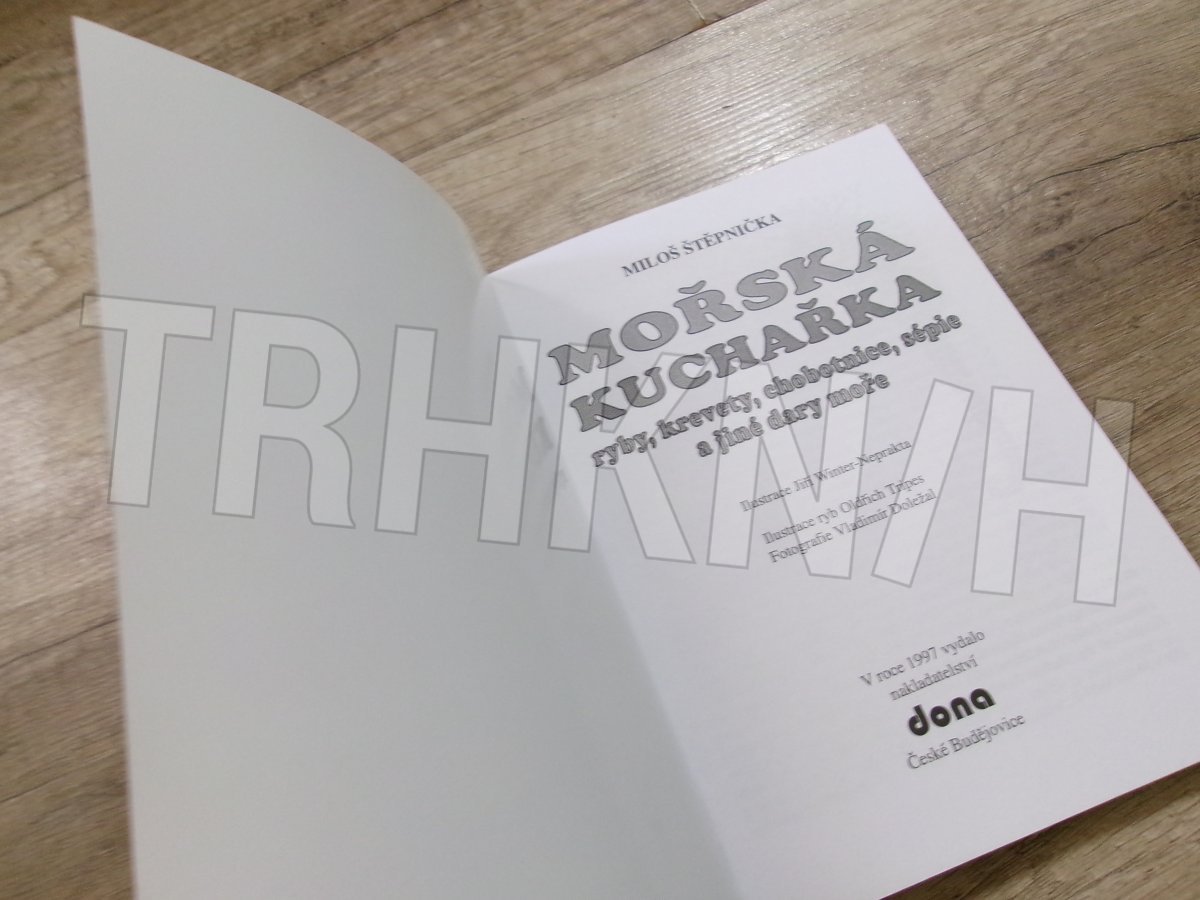 MILOŠ ŠTĚPNIČKA
MOŘSKÁ
KUCHAŘKA
ryby, krevety, chobotnice, sépie
a jiné dary moře
Ilustrace Jiří Winter-Neprakta
Ilustrace ryb Oldřich Tripes
Fotografie Vladimír Doležal
V roce 1997 vydalo
nakladatelství
dona
České Budějovice
TRHKNIH